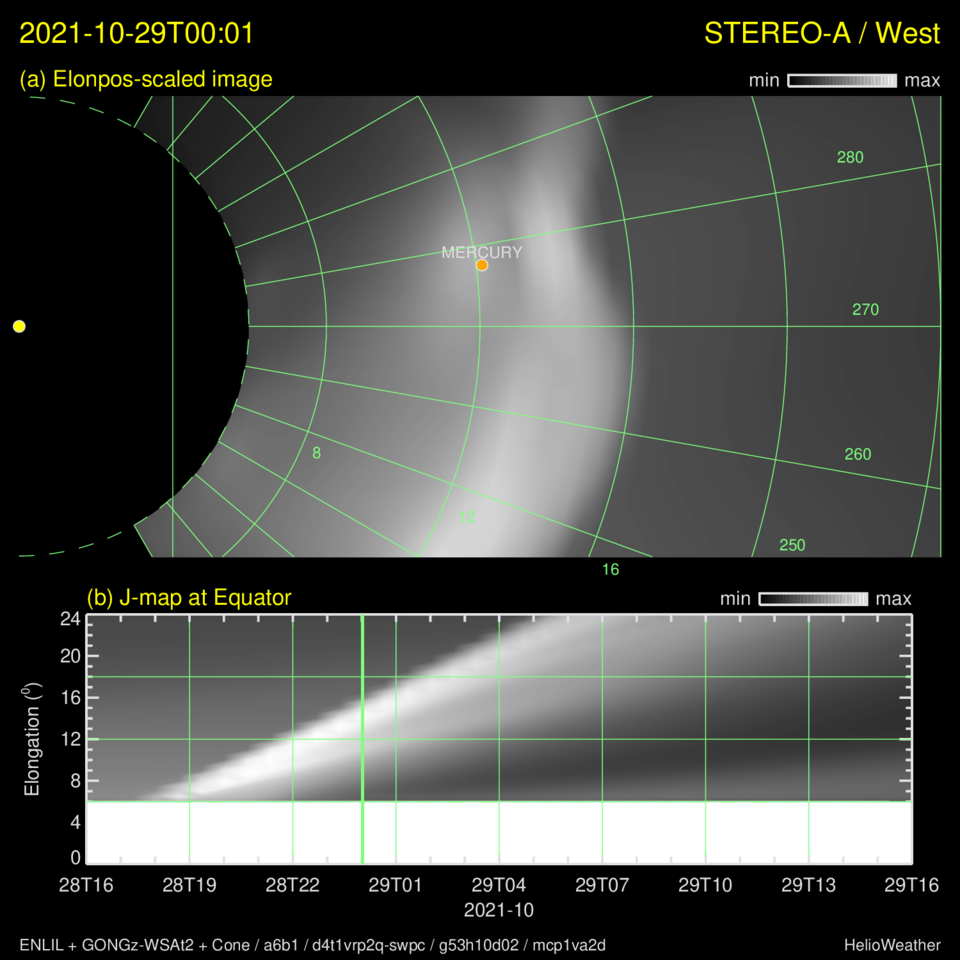 2021-10-29T00:01 STEREO-A / West
(a) Elonpos-scaled image min max
280
MERCURY
270
8
260
12
250
16
(b) J-map at Equator min max
24
20
16
12
8
4
0
Elongation (⁰)
28T16 28T19 28T22 29T01 29T04 29T07 29T10 29T13 29T16
2021-10
ENLIL + GONGz-WSAt2 + Cone / a6b1 / d4t1vrp2q-swpc / g53h10d02 / mcp1va2d HelioWeather